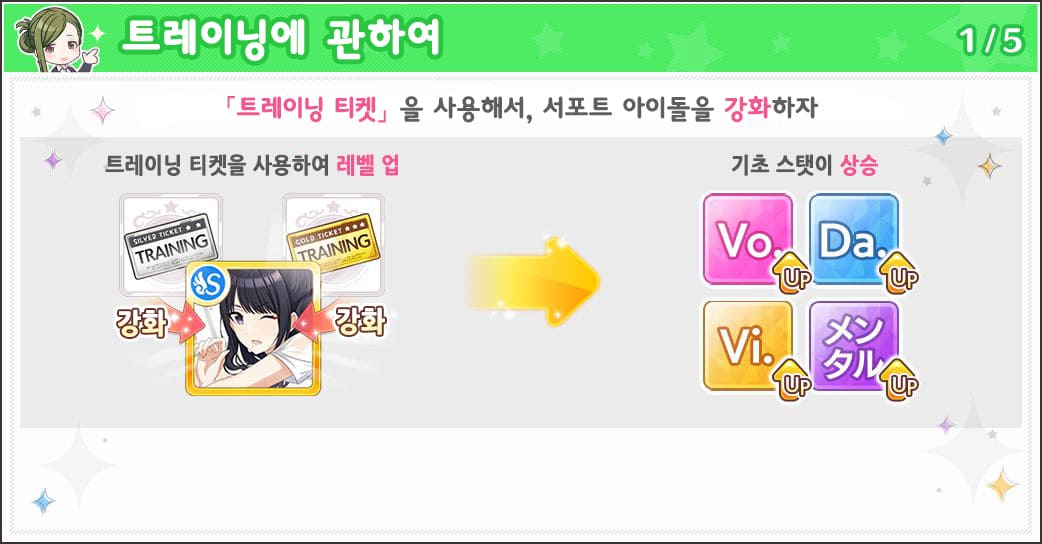 트레이닝에 관하여
1/5
「트레이닝 티켓」 을 사용해서, 서포트 아이돌을 강화하자
트레이닝 티켓을 사용하여 레벨 업
기초 스탯이 상승
SILVER TICKET ★★
TRAINING
GOLD TICKET ★★★
TRAINING
S
강화
강화
Vo.
UP
Da.
UP
Vi.
UP
メン
タル
UP